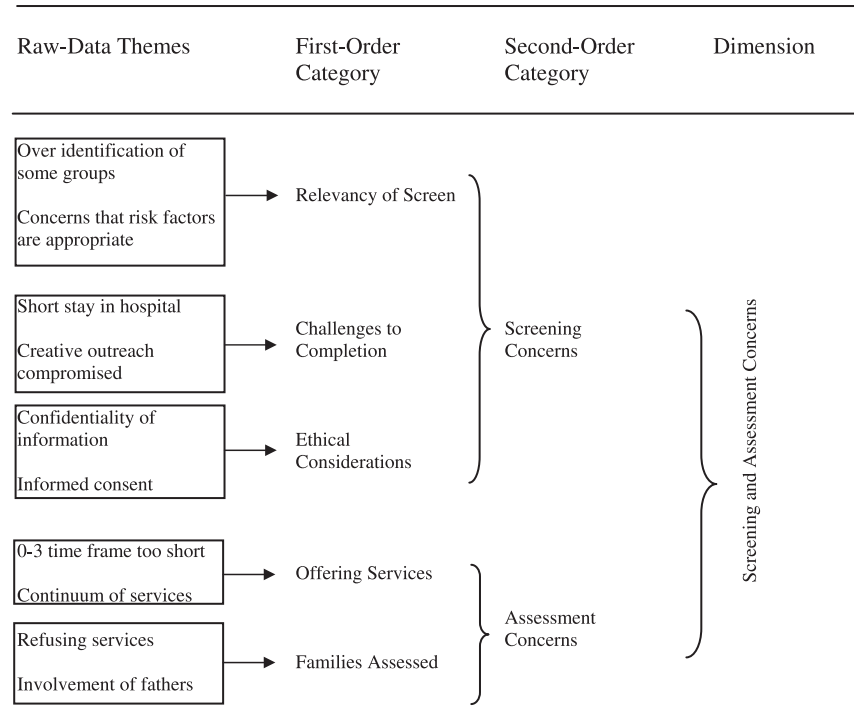 Raw-Data Themes
First-Order
Category
Second-Order
Category
Dimension
Over identification of
some groups
Concerns that risk factors
are appropriate
Relevancy of Screen
Short stay in hospital
Creative outreach
compromised
Challenges to
Completion
Screening
Concerns
Confidentiality of
information
Informed consent
Ethical
Considerations
0-3 time frame too short
Continuum of services
Offering Services
Refusing services
Involvement of fathers
Families Assessed
Assessment
Concerns
Screening and Assessment Concerns